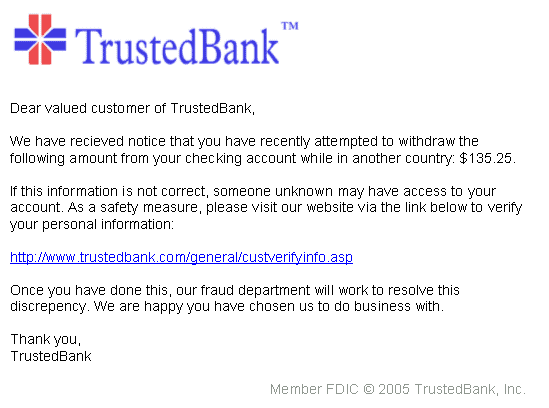 TrustedBank™
Dear valued customer of TrustedBank,
We have recieved notice that you have recently attempted to withdraw the
following amount from your checking account while in another country: $135.25.
If this information is not correct, someone unknown may have access to your
account. As a safety measure, please visit our website via the link below to verify
your personal information:
http://www.trustedbank.com/general/custverifyinfo.asp
Once you have done this, our fraud department will work to resolve this
discrepency. We are happy you have chosen us to do business with.
Thank you,
TrustedBank
Member FDIC © 2005 TrustedBank, Inc.